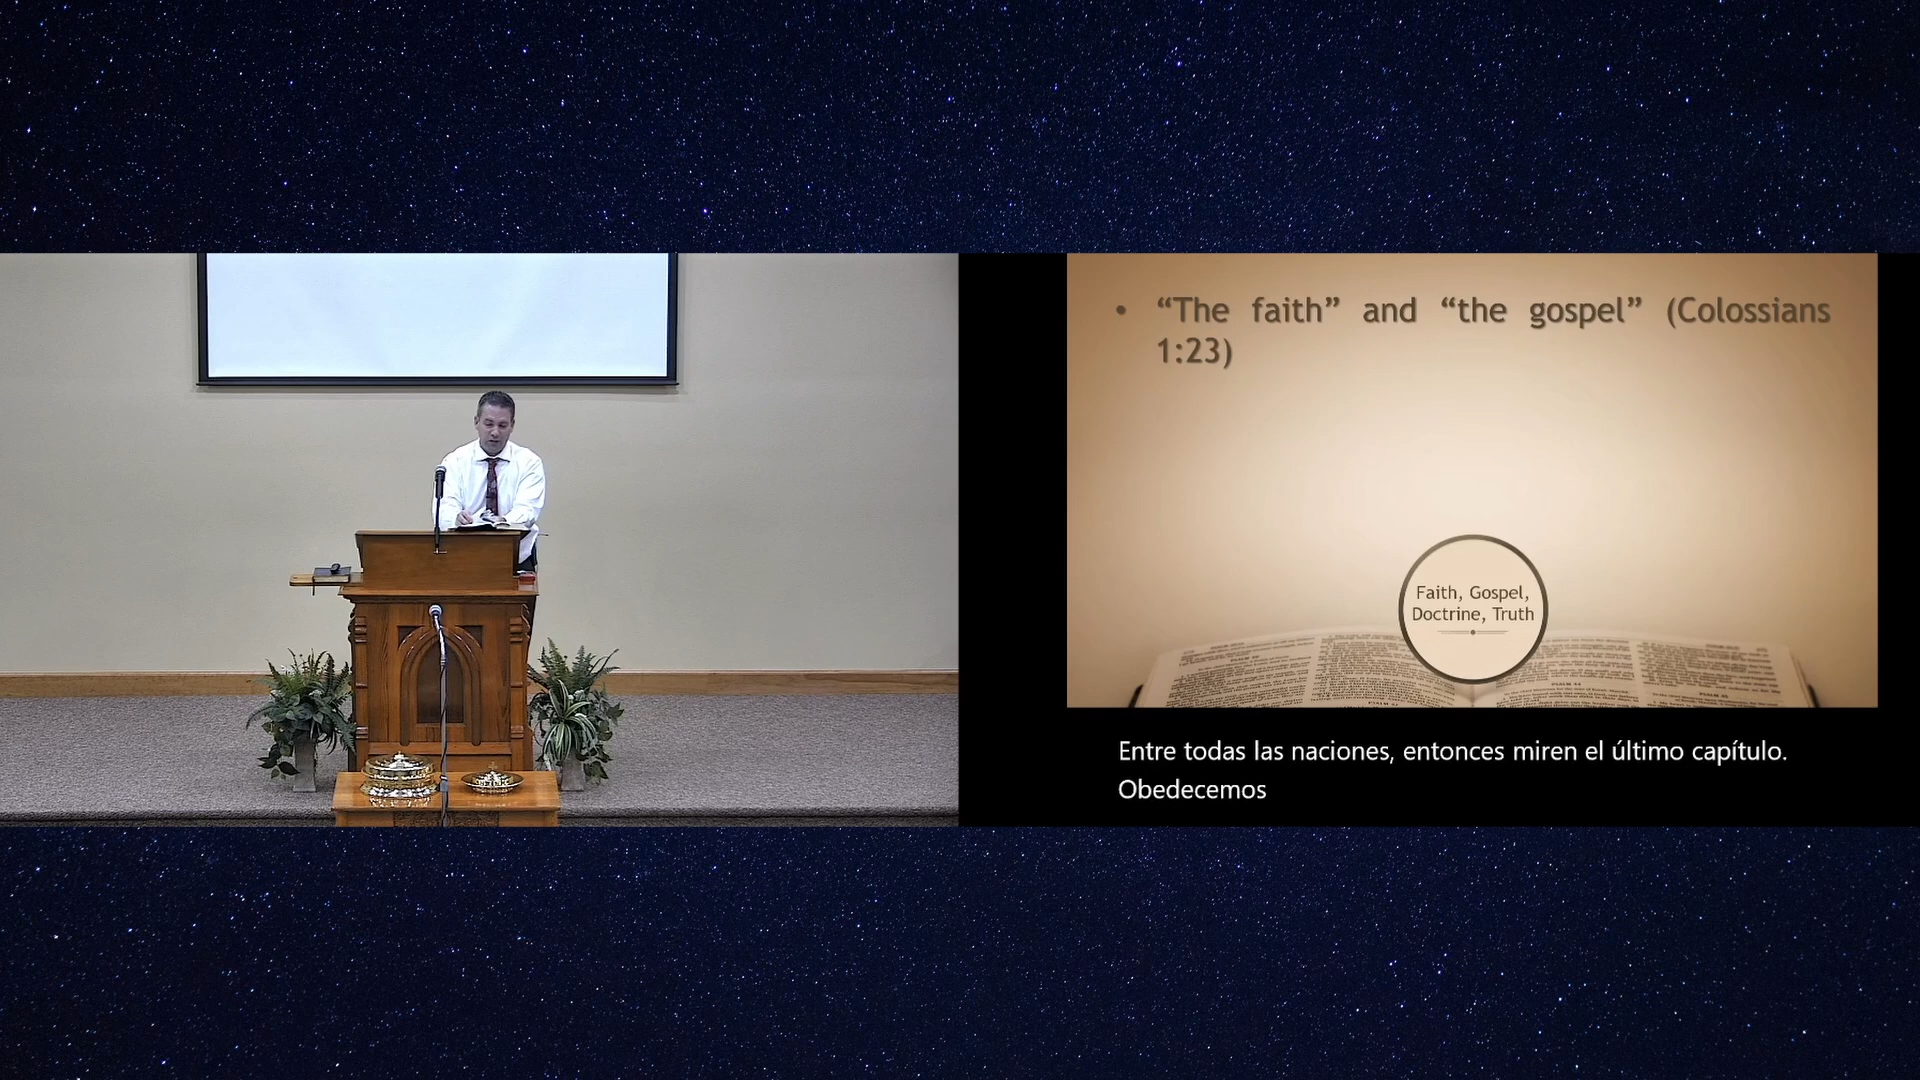 • “The faith” and “the gospel” (Colossians
1:23)
Faith, Gospel,
Doctrine, Truth
Entre todas las naciones, entonces miren el último capítulo.
Obedecemos